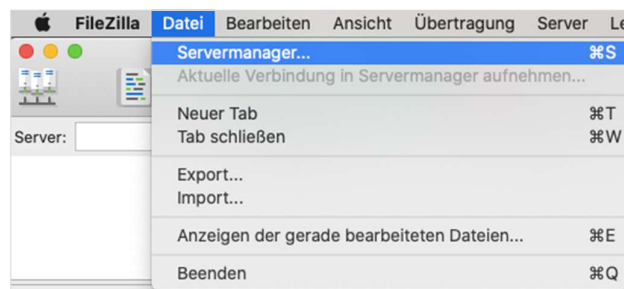 FileZilla Datei Bearbeiten Ansicht Übertragung Server
Servermanager... ⌘S
Aktuelle Verbindung in Servermanager aufnehmen...
Neuer Tab ⌘T
Server: Tab schließen ⌘W
Export...
Import...
Anzeigen der gerade bearbeiteten Dateien... ⌘E
Beenden ⌘Q